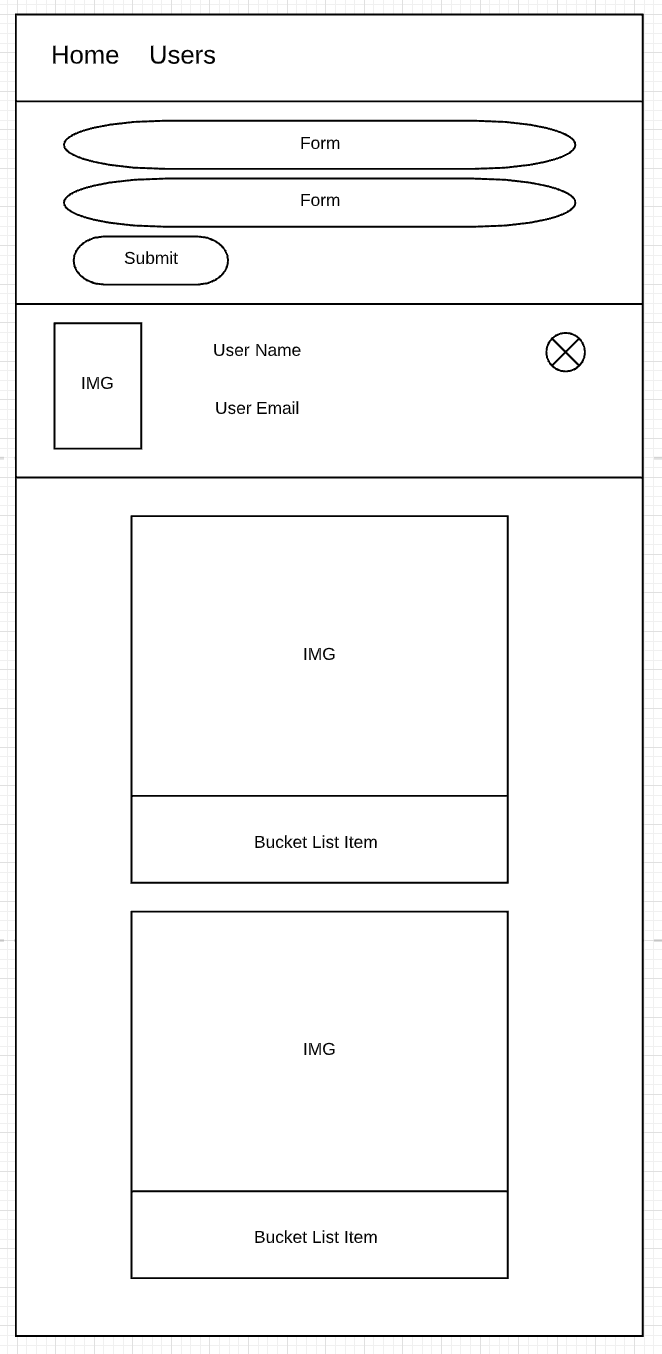 Home Users
Form
Form
Submit
IMG
User Name
User Email
IMG
Bucket List Item
IMG
Bucket List Item